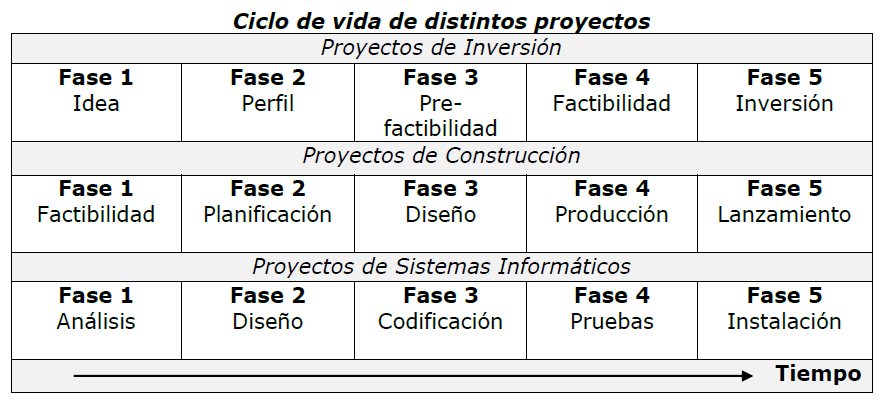 Ciclo de vida de distintos proyectos
Proyectos de Inversión
Fase 1 Fase 2 Fase 3 Fase 4 Fase 5
Idea Perfil Pre- Factibilidad Inversión
factibilidad
Proyectos de Construcción
Fase 1 Fase 2 Fase 3 Fase 4 Fase 5
Factibilidad Planificación Diseño Producción Lanzamiento
Proyectos de Sistemas Informáticos
Fase 1 Fase 2 Fase 3 Fase 4 Fase 5
Análisis Diseño Codificación Pruebas Instalación
Tiempo